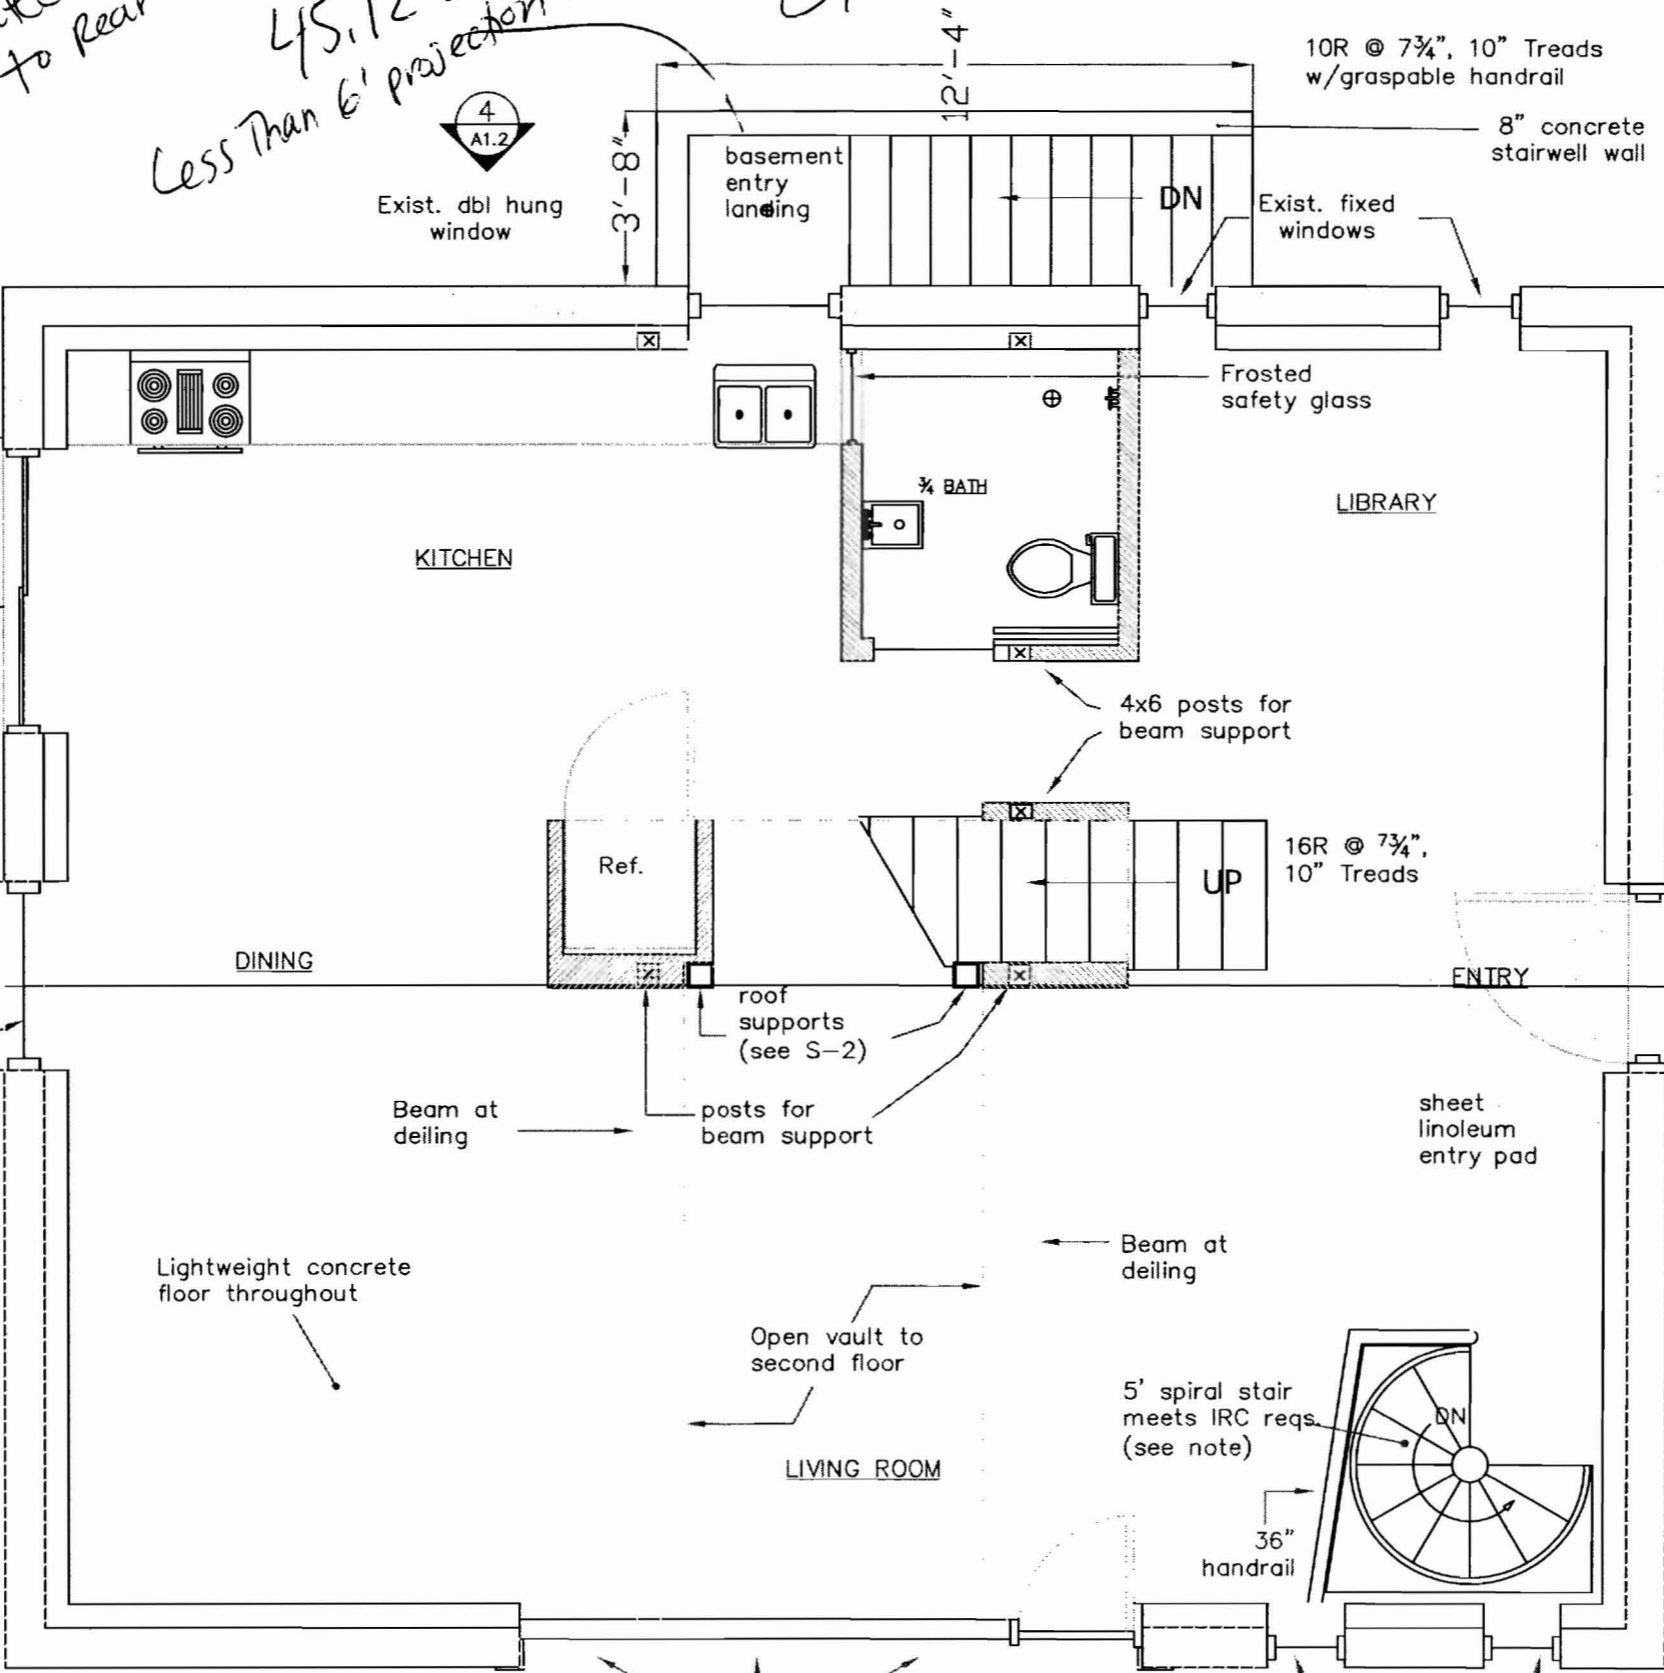 to Rear
45.12
Less Than 6' projection
12'-4"
10R @ 7¾", 10" Treads
w/graspable handrail
4
A1.2
3'-8"
basement
entry
landing
DN
8" concrete
stairwell wall
Exist. dbl hung
window
Exist. fixed
windows
Frosted
safety glass
¾ BATH
LIBRARY
KITCHEN
4x6 posts for
beam support
Ref.
UP
16R @ 7¾",
10" Treads
DINING
ENTRY
roof
supports
(see S-2)
Beam at
deiling
posts for
beam support
sheet
linoleum
entry pad
Lightweight concrete
floor throughout
Beam at
deiling
Open vault to
second floor
5' spiral stair
meets IRC reqs.
(see note)
DN
LIVING ROOM
36"
handrail